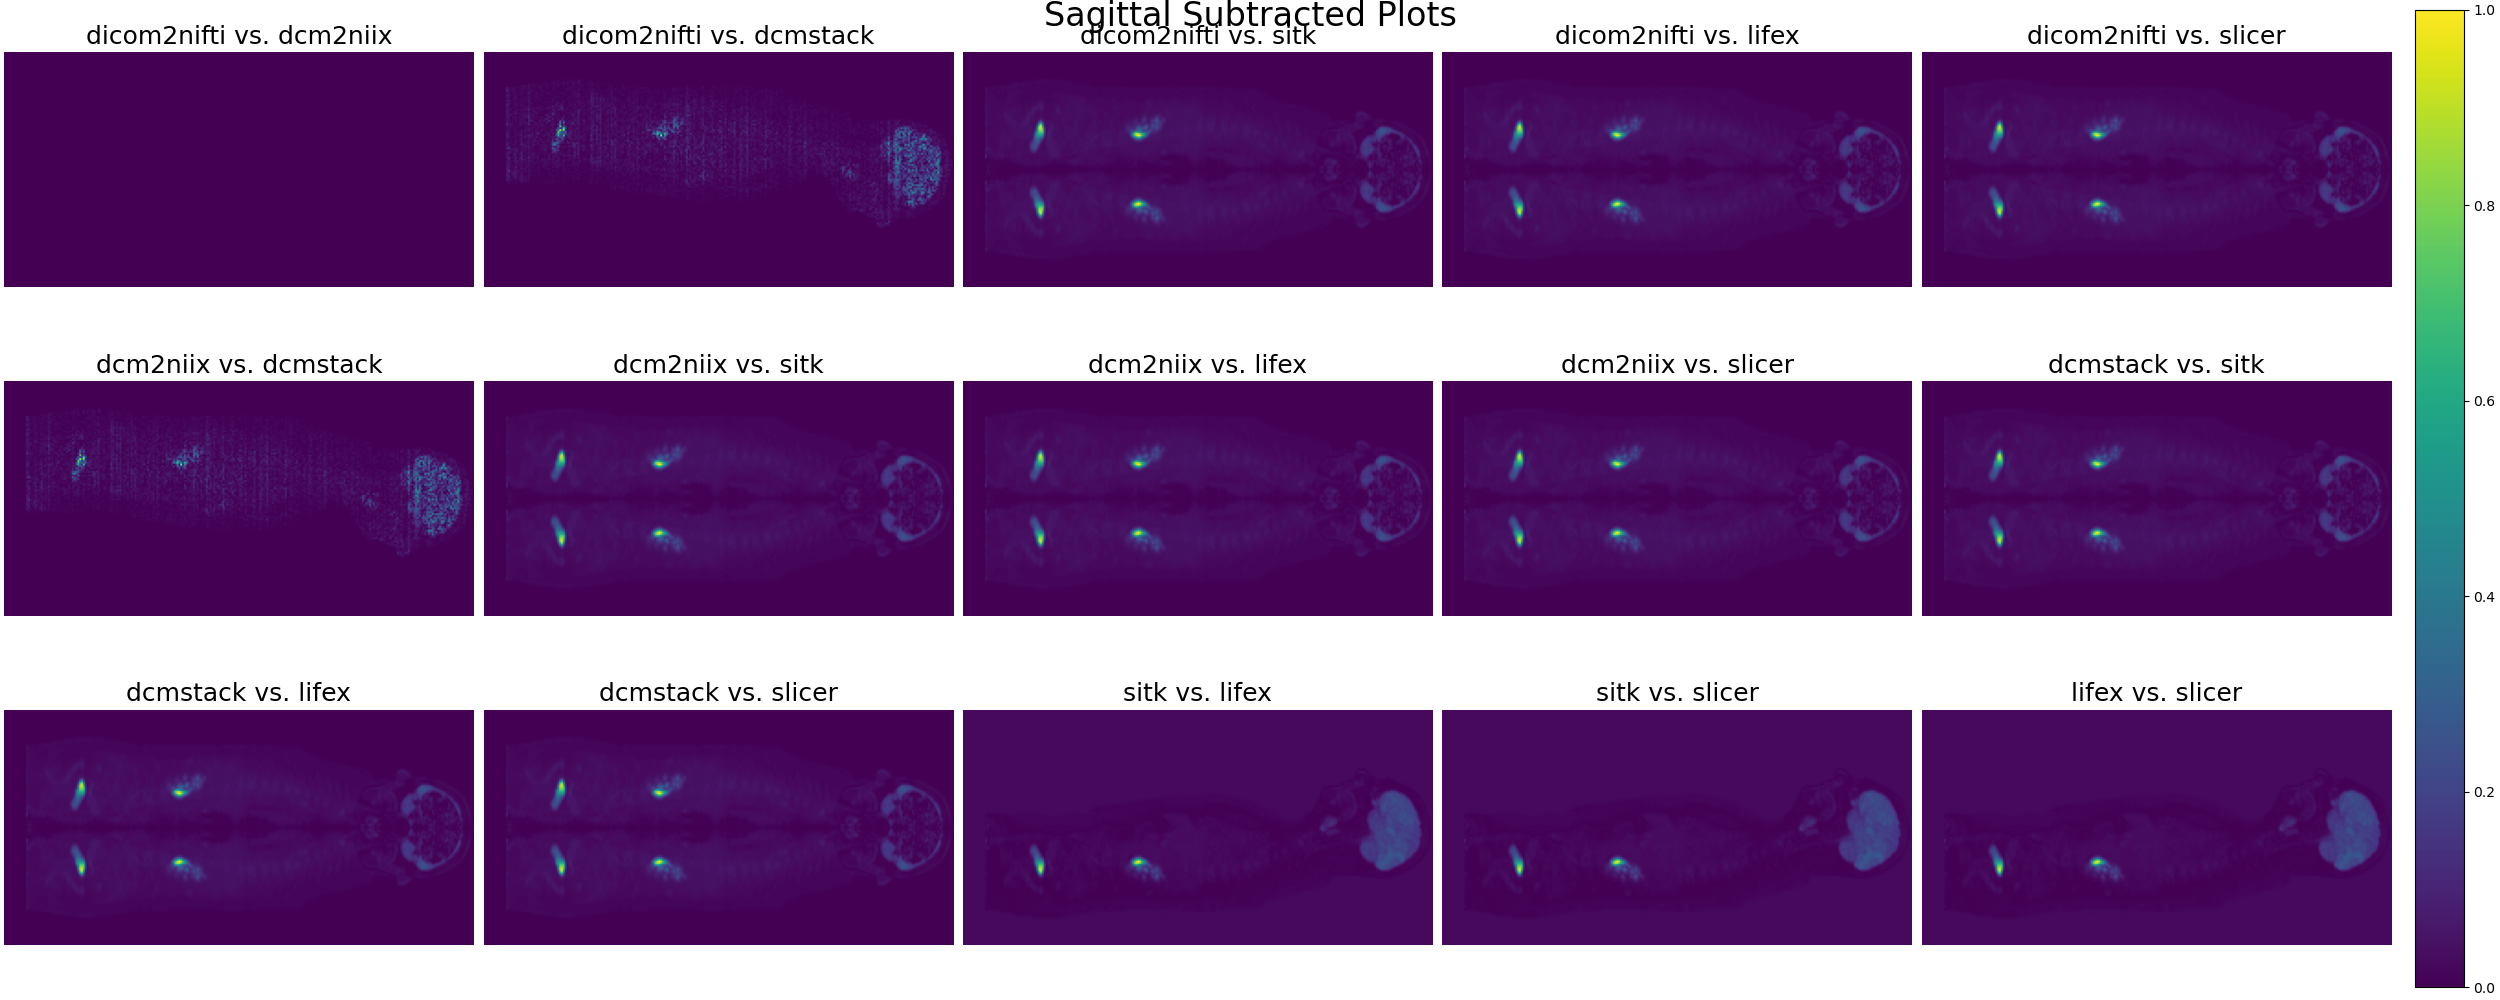 Sagittal Subtracted Plots
dicom2nifti vs. dcm2niix
dicom2nifti vs. dcmstack
dicom2nifti vs. sitk
dicom2nifti vs. lifex
dicom2nifti vs. slicer
dcm2niix vs. dcmstack
dcm2niix vs. sitk
dcm2niix vs. lifex
dcm2niix vs. slicer
dcmstack vs. sitk
dcmstack vs. lifex
dcmstack vs. slicer
sitk vs. lifex
sitk vs. slicer
lifex vs. slicer
1.0
0.8
0.6
0.4
0.2
0.0